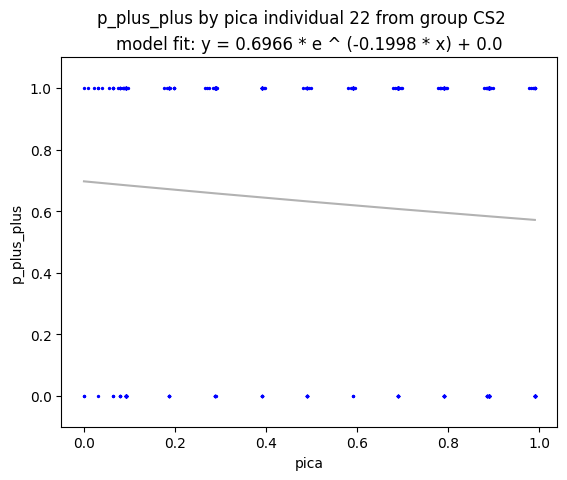 p_plus_plus by pica individual 22 from group CS2
model fit: y = 0.6966 * e ^ (-0.1998 * x) + 0.0
1.0
0.8
0.6
0.4
0.2
0.0
p_plus_plus
0.0 0.2 0.4 0.6 0.8 1.0
pica